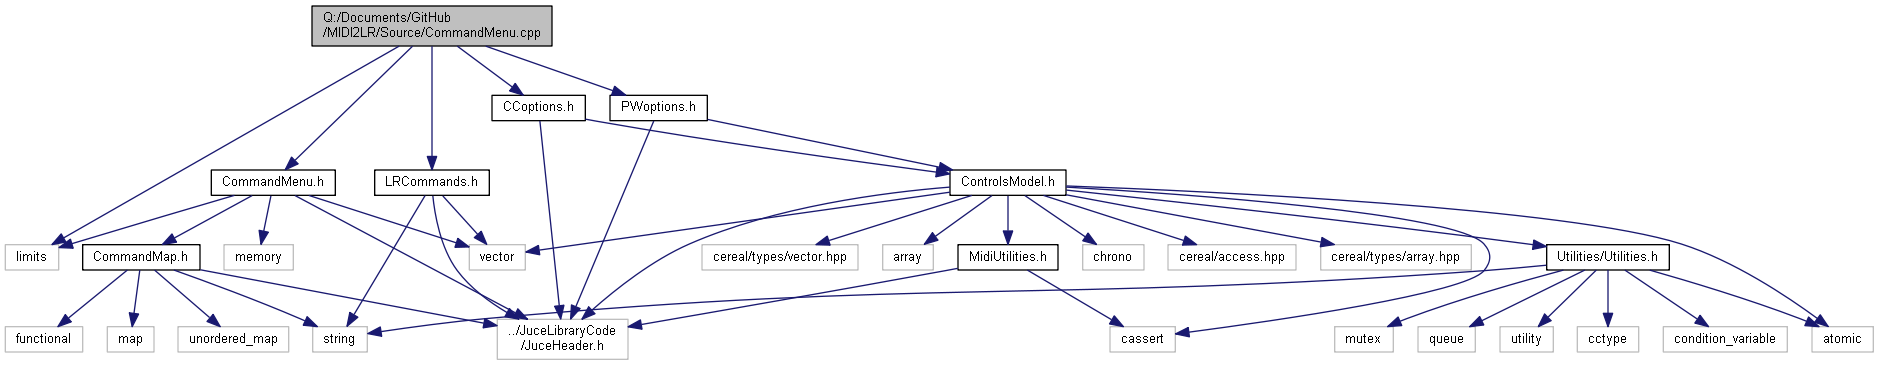 Q:/Documents/GitHub
/MIDI2LR/Source/CommandMenu.cpp
CCoptions.h
PWoptions.h
CommandMenu.h
LRCommands.h
ControlsModel.h
limits
CommandMap.h
memory
vector
cereal/types/vector.hpp
array
MidiUtilities.h
chrono
cereal/access.hpp
cereal/types/array.hpp
Utilities/Utilities.h
functional
map
unordered_map
string
../JuceLibraryCode
/JuceHeader.h
cassert
mutex
queue
utility
cctype
condition_variable
atomic